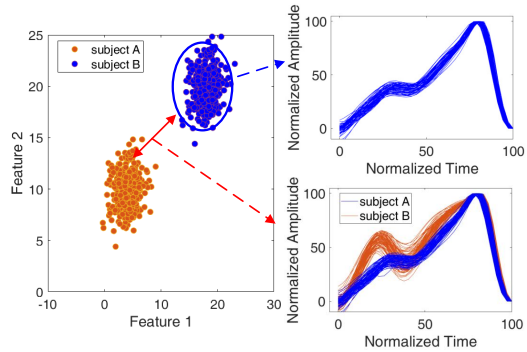 25
20
15
10
5
0
-10
0
10
20
30
Feature 2
Feature 1
subject A
subject B
100
50
0
0
50
100
Normalized Amplitude
Normalized Time
100
50
0
0
50
100
Normalized Amplitude
Normalized Time
subject A
subject B